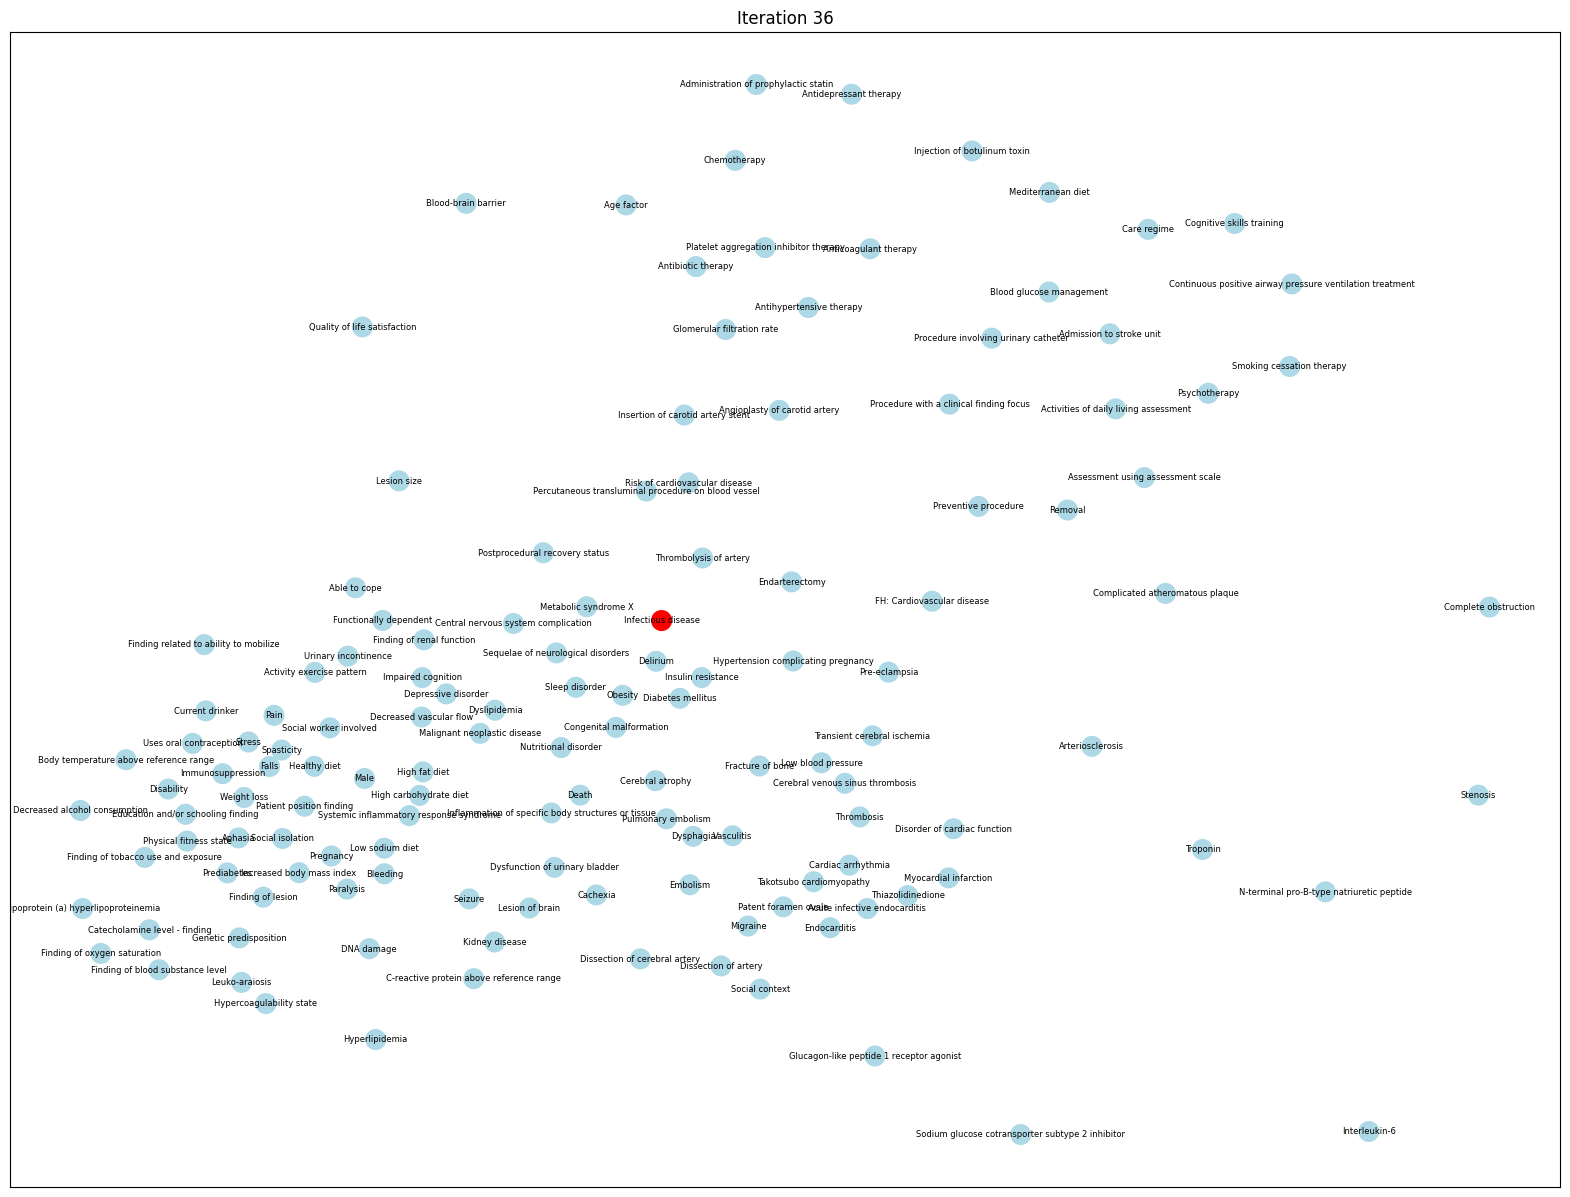 Iteration 36
Administration of prophylactic statin
Antidepressant therapy
Injection of botulinum toxin
Chemotherapy
Mediterranean diet
Blood-brain barrier
Age factor
Cognitive skills training
Care regime
Platelet aggregation inhibitor therapy
Anticoagulant therapy
Antibiotic therapy
Continuous positive airway pressure ventilation treatment
Blood glucose management
Antihypertensive therapy
Quality of life satisfaction
Glomerular filtration rate
Admission to stroke unit
Procedure involving urinary catheter
Smoking cessation therapy
Psychotherapy
Procedure with a clinical finding focus
Activities of daily living assessment
Angioplasty of carotid artery
Insertion of carotid artery stent
Assessment using assessment scale
Lesion size
Risk of cardiovascular disease
Percutaneous transluminal procedure on blood vessel
Preventive procedure
Removal
Postprocedural recovery status
Thrombolysis of artery
Endarterectomy
Able to cope
Complicated atheromatous plaque
FH: Cardiovascular disease
Metabolic syndrome X
Complete obstruction
Functionally dependent
Infectious disease
Central nervous system complication
Finding of renal function
Finding related to ability to mobilize
Sequelae of neurological disorders
Urinary incontinence
Delirium
Hypertension complicating pregnancy
Activity exercise pattern
Pre-eclampsia
Impaired cognition
Insulin resistance
Sleep disorder
Depressive disorder
Obesity
Diabetes mellitus
Current drinker
Dyslipidemia
Pain
Decreased vascular flow
Social worker involved
Congenital malformation
Malignant neoplastic disease
Transient cerebral ischemia
Uses oral contraception
Stress
Arteriosclerosis
Nutritional disorder
Spasticity
Body temperature above reference range
Low blood pressure
Falls
Healthy diet
Fracture of bone
Immunosuppression
High fat diet
Male
Cerebral atrophy
Cerebral venous sinus thrombosis
Disability
Weight loss
High carbohydrate diet
Death
Stenosis
Patient position finding
Decreased alcohol consumption
Education and/or schooling finding
Inflammation of specific body structures or tissue
Systemic inflammatory response syndrome
Thrombosis
Pulmonary embolism
Disorder of cardiac function
Dysphagia
Vasculitis
Aphasia
Social isolation
Physical fitness state
Low sodium diet
Troponin
Pregnancy
Finding of tobacco use and exposure
Cardiac arrhythmia
Dysfunction of urinary bladder
Prediabetes
Increased body mass index
Bleeding
Myocardial infarction
Takotsubo cardiomyopathy
Embolism
Paralysis
N-terminal pro-B-type natriuretic peptide
Cachexia
Thiazolidinedione
Finding of lesion
Seizure
poprotein (a) hyperlipoproteinemia
Lesion of brain
Patent foramen ovale
Acute infective endocarditis
Migraine
Endocarditis
Catecholamine level - finding
Genetic predisposition
Kidney disease
DNA damage
Finding of oxygen saturation
Dissection of cerebral artery
Dissection of artery
Finding of blood substance level
C-reactive protein above reference range
Leuko-araiosis
Social context
Hypercoagulability state
Hyperlipidemia
Glucagon-like peptide 1 receptor agonist
Interleukin-6
Sodium glucose cotransporter subtype 2 inhibitor